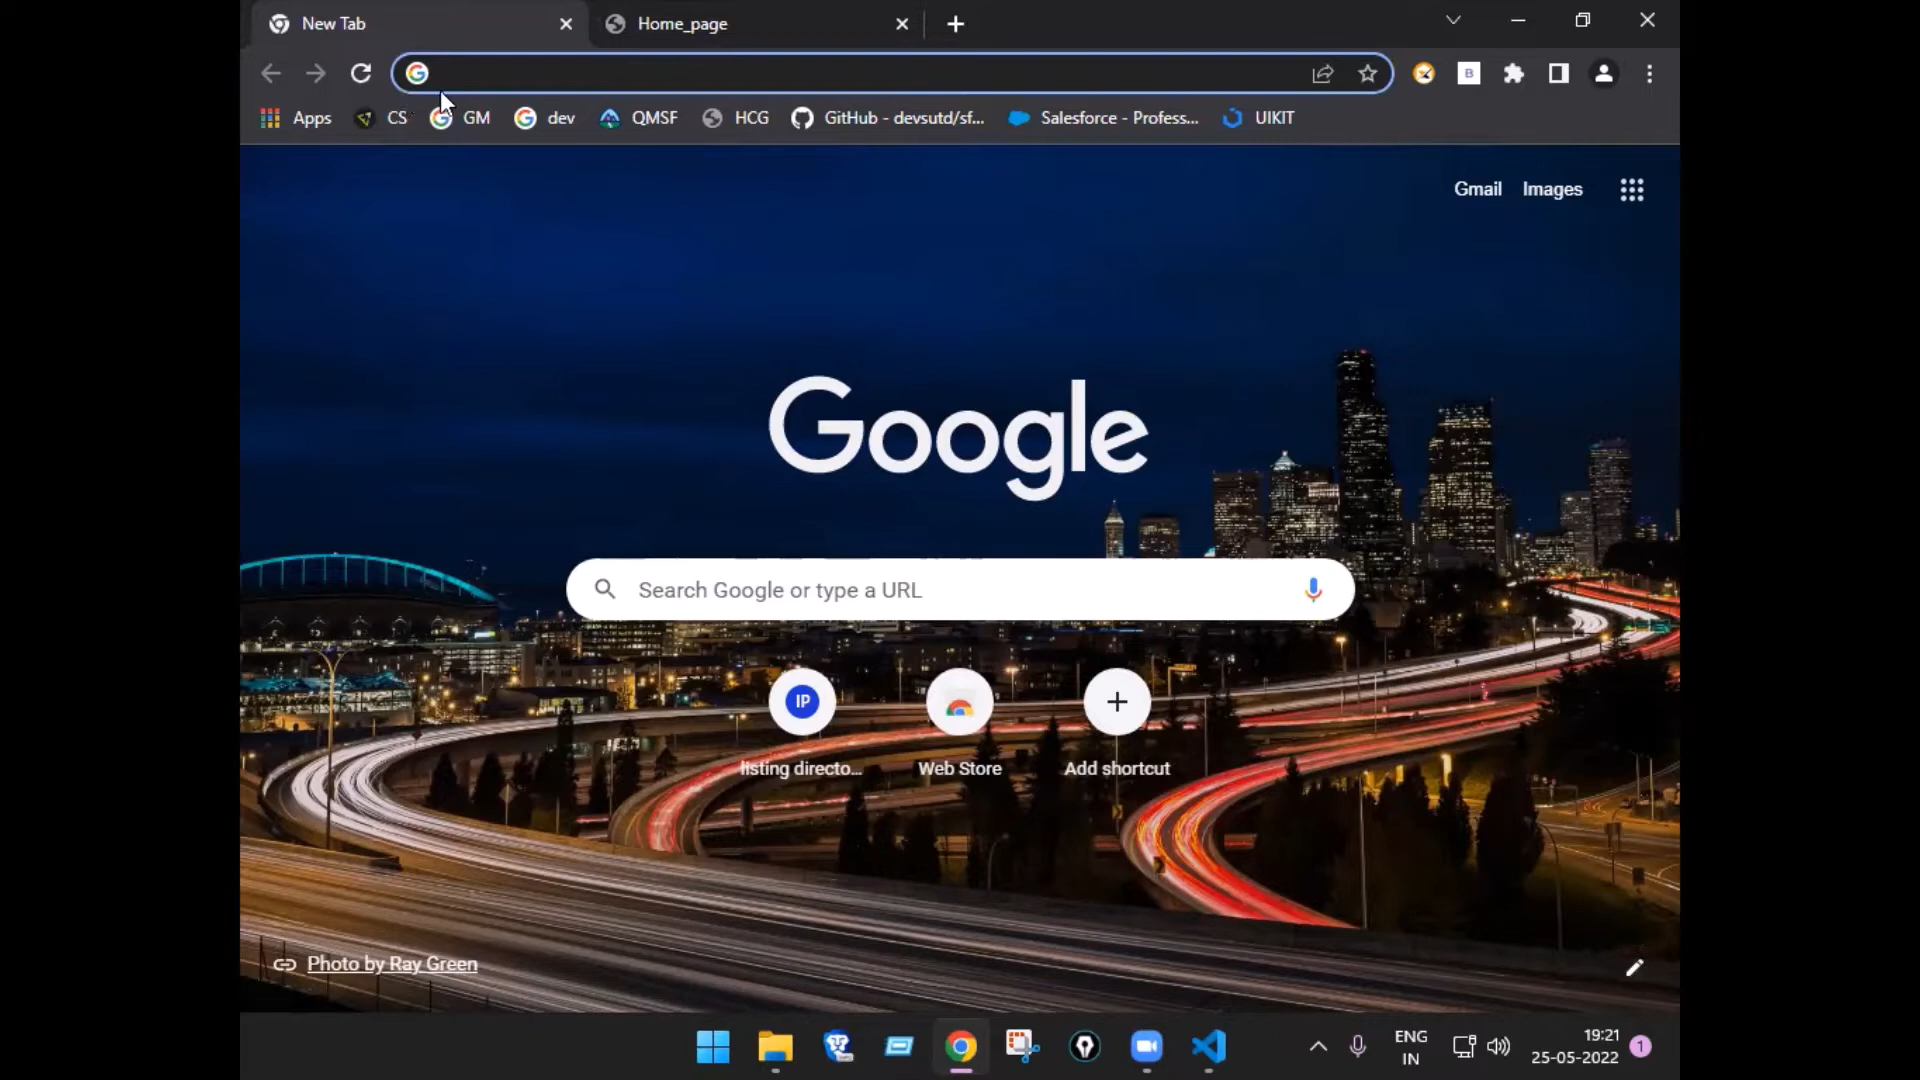 New Tab
Home_page
Apps
CS
GM
dev
QMSF
HCG
GitHub - devsutd/sf...
Salesforce - Profess...
UIKIT
B
Gmail
Images
Google
Search Google or type a URL
IP
listing directo...
Web Store
Add shortcut
Photo by Ray Green
ENG
IN
19:21
25-05-2022
1